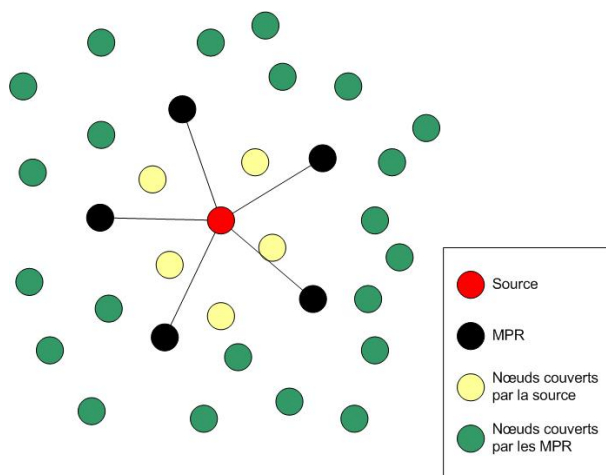 Source
MPR
Nœuds couverts
par la source
Nœuds couverts
par les MPR